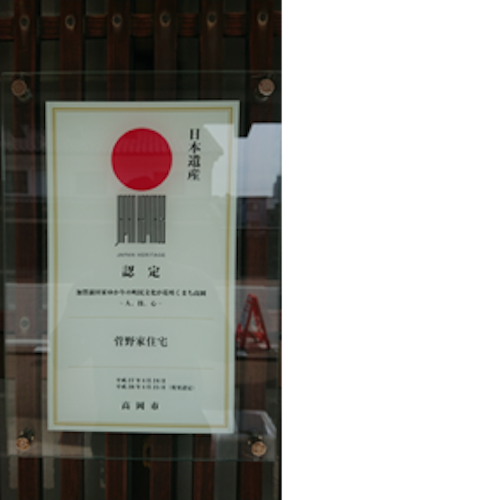 日本遺産
JAPAN HERITAGE
認 定
加賀前田家ゆかりの町民文化が花咲くまち高岡
－人、技、心－
菅野家住宅
高 岡 市